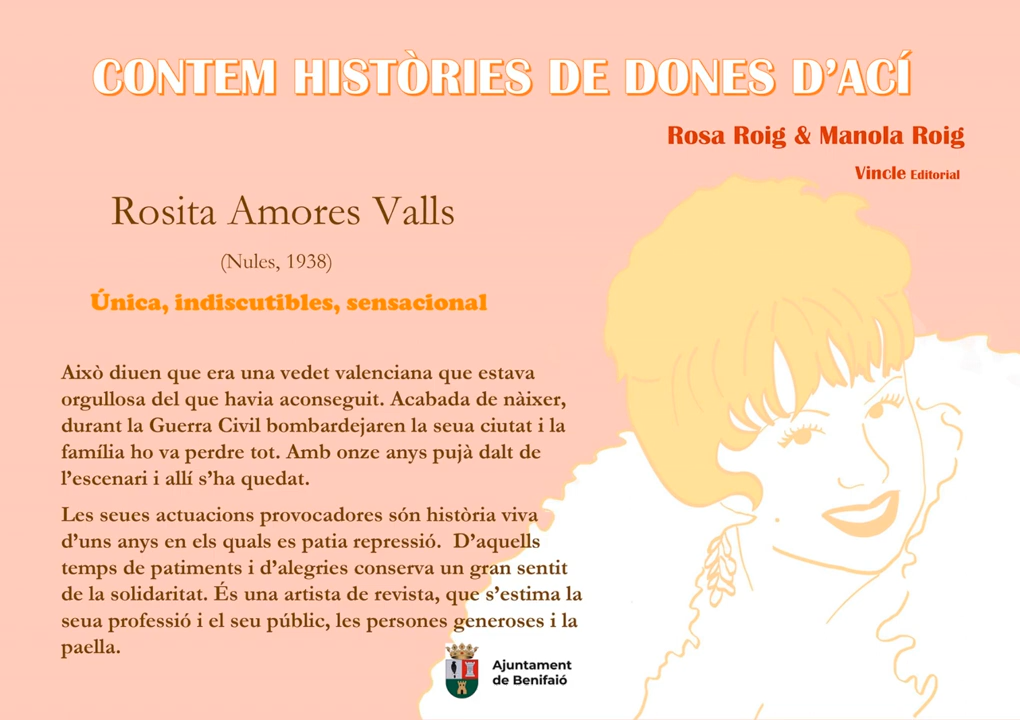 CONTEM HISTÒRIES DE DONES D'ACÍ
Rosa Roig & Manola Roig
Vincle Editorial
Rosita Amores Valls
(Nules, 1938)
Única, indiscutibles, sensacional
Això diuen que era una vedet valenciana que estava
orgullosa del que havia aconseguit. Acabada de nàixer,
durant la Guerra Civil bombardejaren la seua ciutat i la
família ho va perdre tot. Amb onze anys pujà dalt de
l'escenari i allí s'ha quedat.
Les seues actuacions provocadores són història viva
d'uns anys en els quals es patia repressió. D'aquells
temps de patiments i d'alegries conserva un gran sentit
de la solidaritat. És una artista de revista, que s'estima la
seua professió i el seu públic, les persones generoses i la
paella.
Ajuntament
de Benifaió